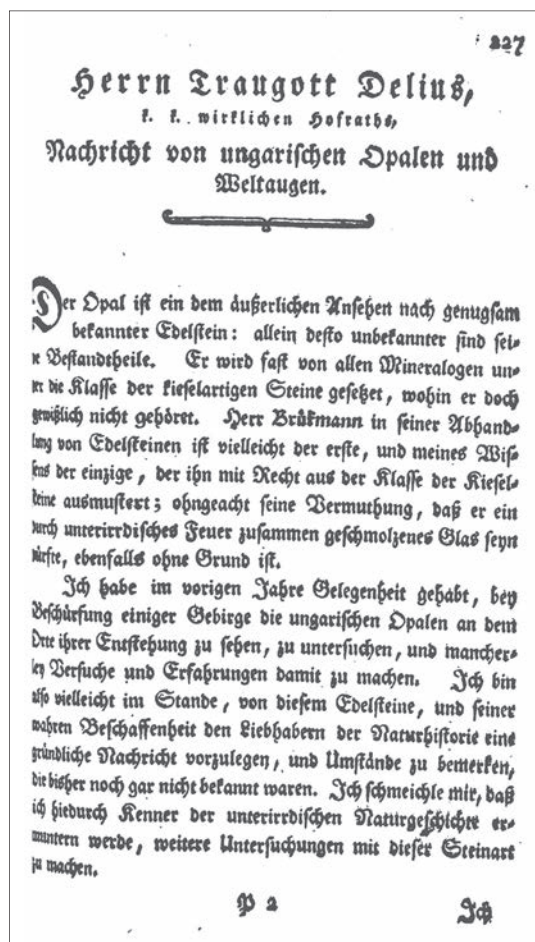 227
Herrn Traugott Delius,
k. k. wirklichen Hofraths,
Nachricht von ungarischen Opalen und
Weltaugen.
Der Opal ist ein dem äußerlichen Ansehen nach genugsam
bekannter Edelstein: allein desto unbekannter sind sei-
ne Bestandtheile. Er wird fast von allen Mineralogen un-
ter die Klasse der kieselartigen Steine gesetzet, wohin er doch
gewißlich nicht gehöret. Herr Brükmann in seiner Abhand-
lung von Edelsteinen ist vielleicht der erste, und meines Wis-
sens der einzige, der ihn mit Recht aus der Klasse der Kiesel-
steine ausmustert; ohngeacht seine Vermuthung, daß er ein
durch unterirrdisches Feuer zusammen geschmolzenes Glas seyn
dürfte, ebenfalls ohne Grund ist.
Ich habe im vorigen Jahre Gelegenheit gehabt, bey
Beschürfung einiger Gebirge die ungarischen Opalen an dem
Orte ihrer Entstehung zu sehen, zu untersuchen, und mancher-
ley Versuche und Erfahrungen damit zu machen. Ich bin
also vielleicht im Stande, von diesem Edelsteine, und seiner
wahren Beschaffenheit den Liebhabern der Naturhistorie eine
gründliche Nachricht vorzulegen, und Umstände zu bemerken,
die bisher noch gar nicht bekannt waren. Ich schmeichle mir, daß
ich hiedurch Kenner der unterirrdischen Naturgeschichte er-
muntern werde, weitere Untersuchungen mit dieser Steinart
zu machen.
P 2
Ich